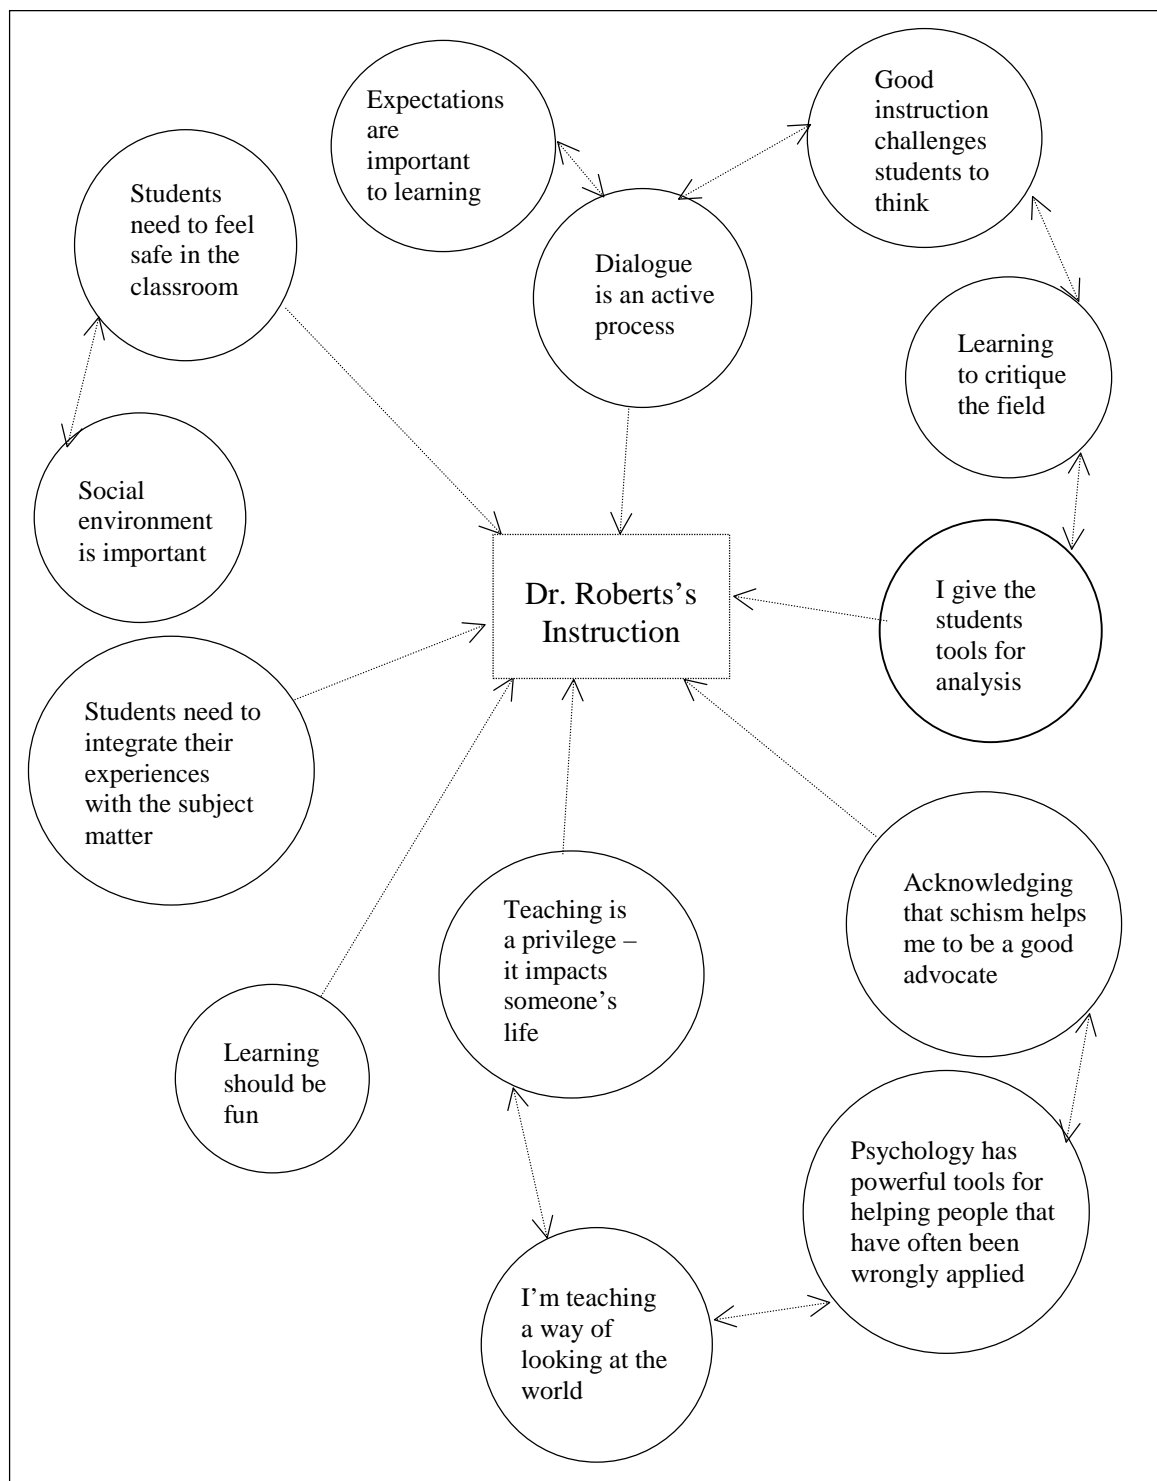 Expectations
are
important
to learning
Good
instruction
challenges
students to
think
Students
need to feel
safe in the
classroom
Dialogue
is an active
process
Learning
to critique
the field
Social
environment
is important
Dr. Roberts’s
Instruction
I give the
students
tools for
analysis
Students need to
integrate their
experiences
with the subject
matter
Acknowledging
that schism helps
me to be a good
advocate
Teaching is
a privilege –
it impacts
someone’s
life
Learning
should be
fun
Psychology has
powerful tools for
helping people that
have often been
wrongly applied
I’m teaching
a way of
looking at the
world